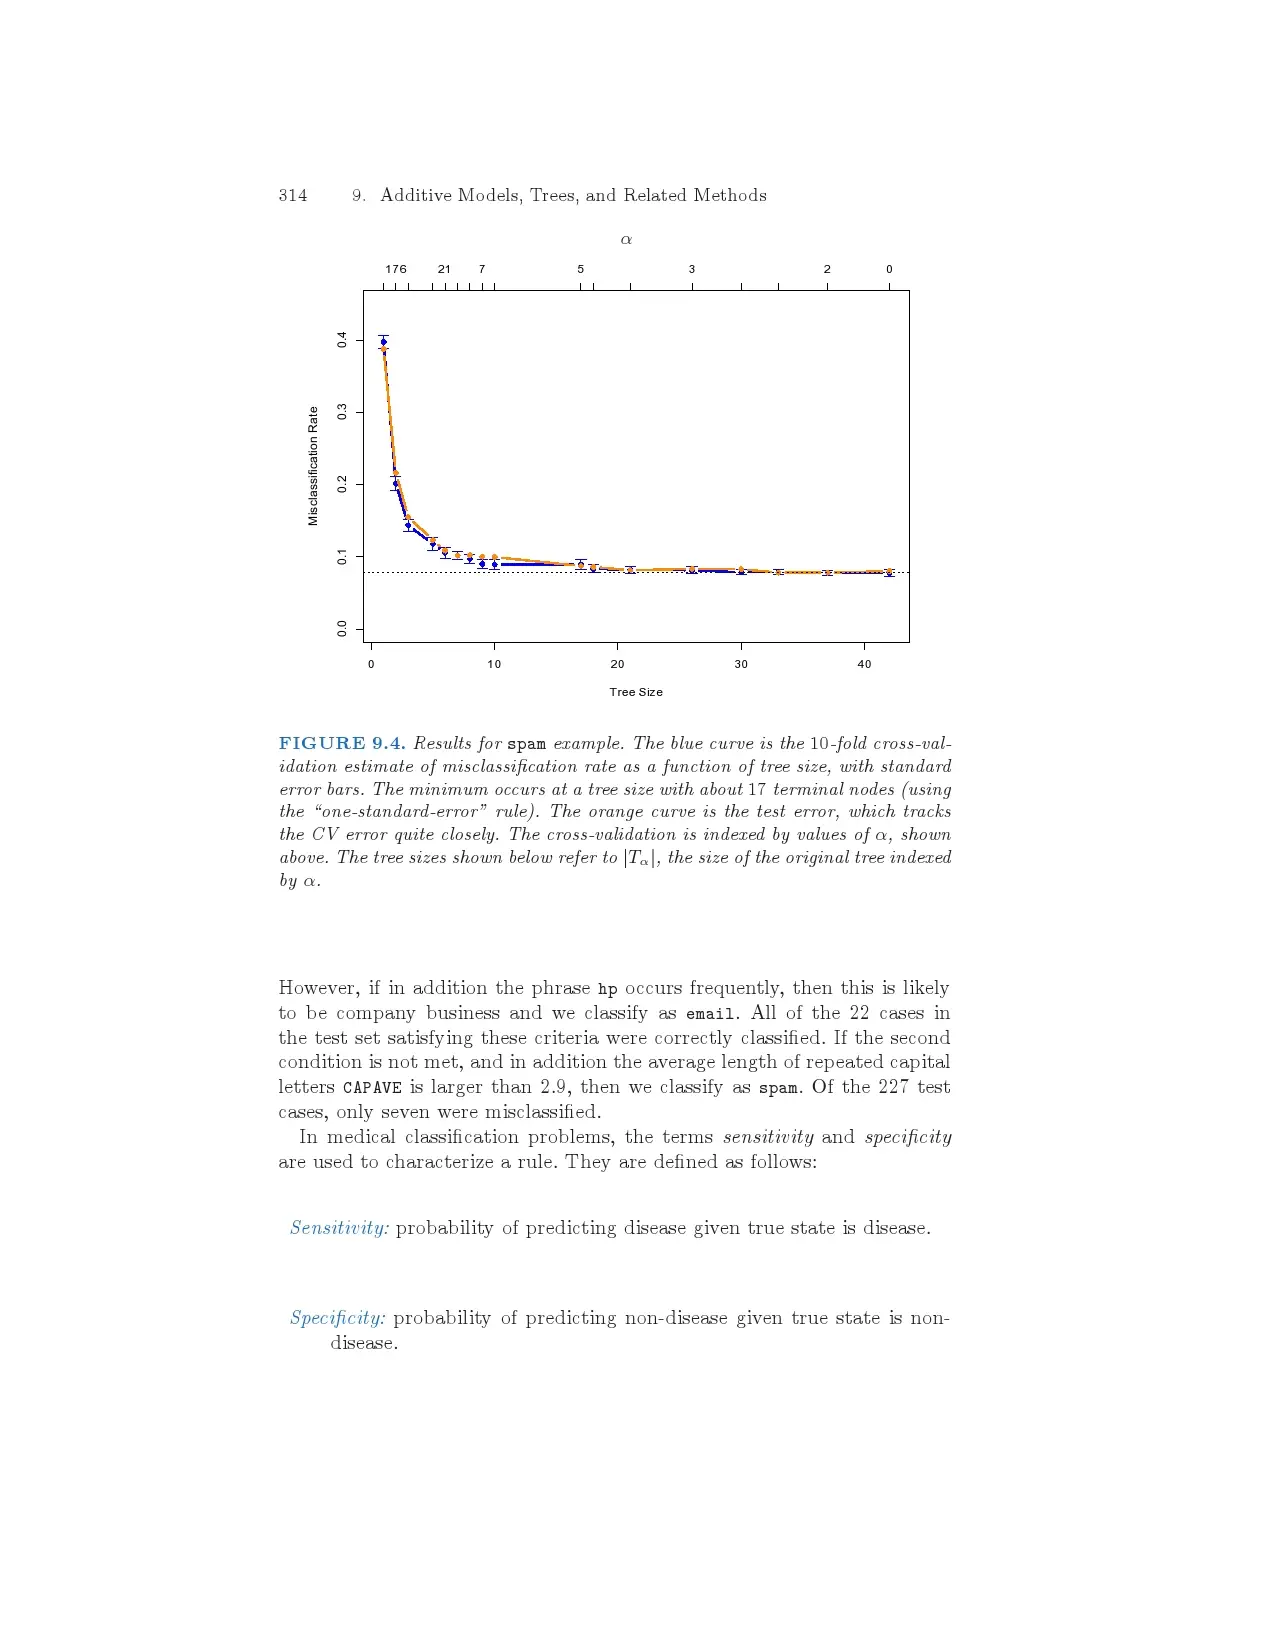 314 9. Additive Models, Trees, and Related Methods
α
176 21 7 5 3 2 0
0.4
0.3
0.2
0.1
0.0
Misclassification Rate
0 10 20 30 40
Tree Size
FIGURE 9.4. Results for spam example. The blue curve is the 10-fold cross-val-
idation estimate of misclassification rate as a function of tree size, with standard
error bars. The minimum occurs at a tree size with about 17 terminal nodes (using
the “one-standard-error” rule). The orange curve is the test error, which tracks
the CV error quite closely. The cross-validation is indexed by values of α, shown
above. The tree sizes shown below refer to |Tα|, the size of the original tree indexed
by α.
However, if in addition the phrase hp occurs frequently, then this is likely
to be company business and we classify as email. All of the 22 cases in
the test set satisfying these criteria were correctly classified. If the second
condition is not met, and in addition the average length of repeated capital
letters CAPAVE is larger than 2.9, then we classify as spam. Of the 227 test
cases, only seven were misclassified.
In medical classification problems, the terms sensitivity and specificity
are used to characterize a rule. They are defined as follows:
Sensitivity: probability of predicting disease given true state is disease.
Specificity: probability of predicting non-disease given true state is non-
disease.